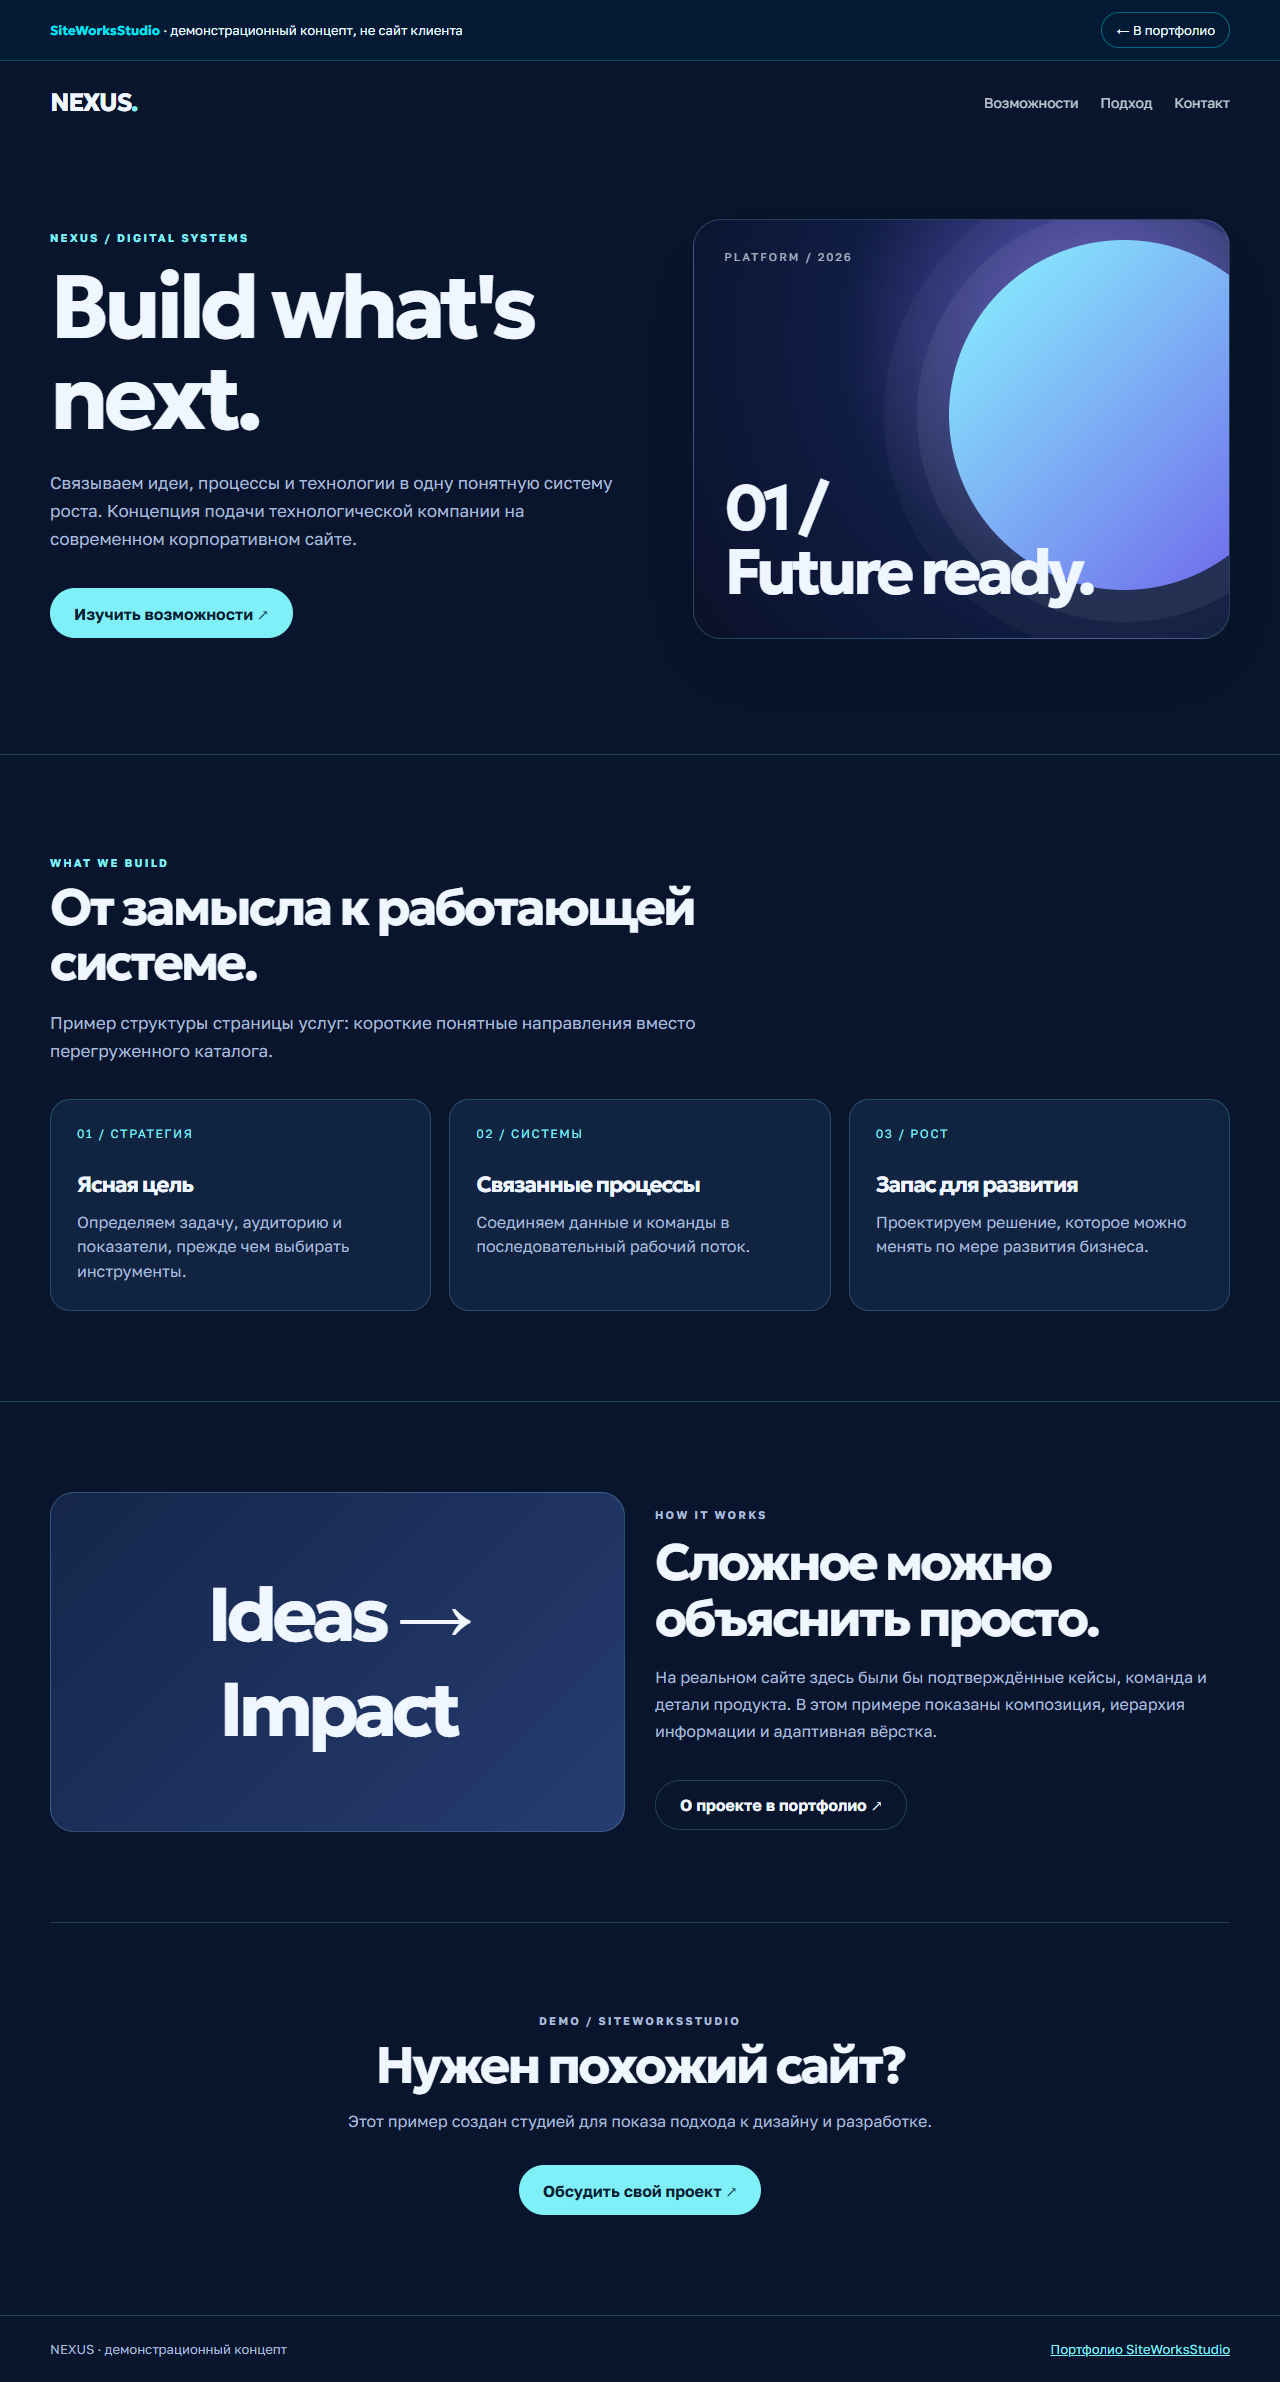 SiteWorksStudio · демонстрационный концепт, не сайт клиента
← В портфолио
NEXUS.
Возможности
Подход
Контакт
NEXUS / DIGITAL SYSTEMS
Build what's
next.
Связываем идеи, процессы и технологии в одну понятную систему
роста. Концепция подачи технологической компании на
современном корпоративном сайте.
Изучить возможности ↗
PLATFORM / 2026
01 /
Future ready.
WHAT WE BUILD
От замысла к работающей
системе.
Пример структуры страницы услуг: короткие понятные направления вместо
перегруженного каталога.
01 / СТРАТЕГИЯ
Ясная цель
Определяем задачу, аудиторию и
показатели, прежде чем выбирать
инструменты.
02 / СИСТЕМЫ
Связанные процессы
Соединяем данные и команды в
последовательный рабочий поток.
03 / РОСТ
Запас для развития
Проектируем решение, которое можно
менять по мере развития бизнеса.
Ideas →
Impact
HOW IT WORKS
Сложное можно
объяснить просто.
На реальном сайте здесь были бы подтверждённые кейсы, команда и
детали продукта. В этом примере показаны композиция, иерархия
информации и адаптивная вёрстка.
О проекте в портфолио ↗
DEMO / SITEWORKSSTUDIO
Нужен похожий сайт?
Этот пример создан студией для показа подхода к дизайну и разработке.
Обсудить свой проект ↗
NEXUS · демонстрационный концепт
Портфолио SiteWorksStudio